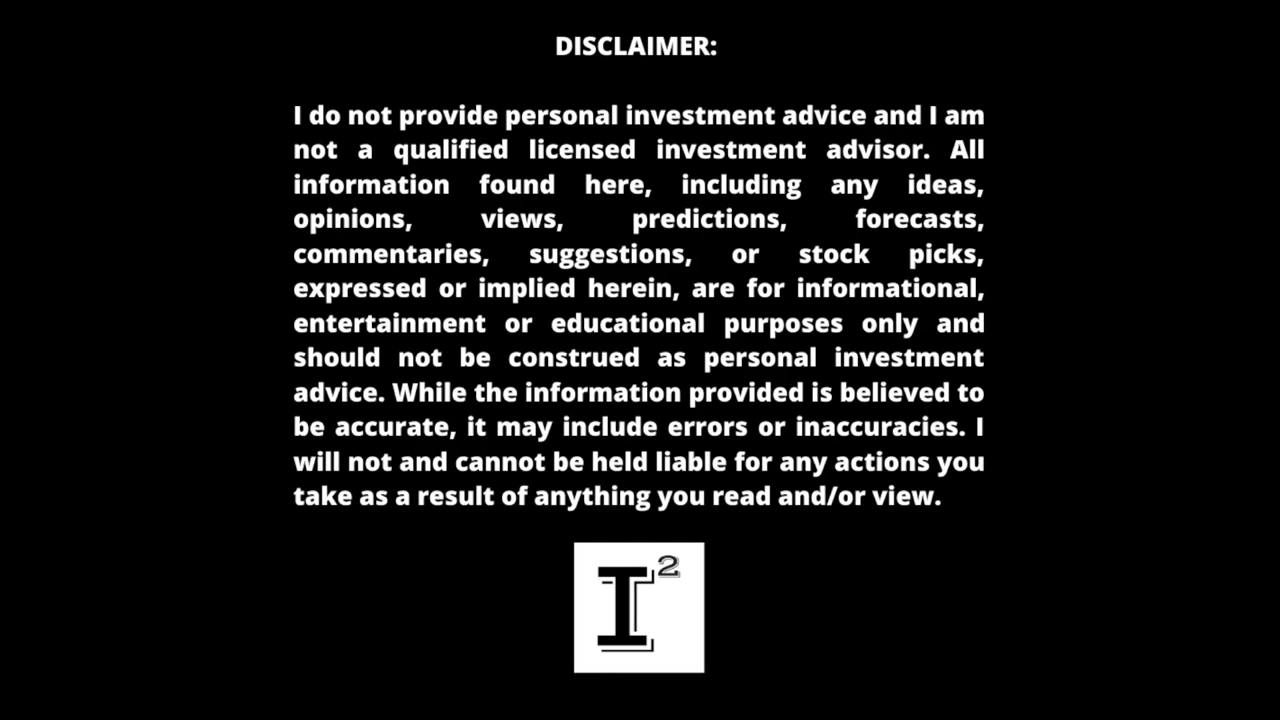 DISCLAIMER:
I do not provide personal investment advice and I am
not a qualified licensed investment advisor. All
information found here, including any ideas,
opinions, views, predictions, forecasts,
commentaries, suggestions, or stock picks,
expressed or implied herein, are for informational,
entertainment or educational purposes only and
should not be construed as personal investment
advice. While the information provided is believed to
be accurate, it may include errors or inaccuracies. I
will not and cannot be held liable for any actions you
take as a result of anything you read and/or view.
I²